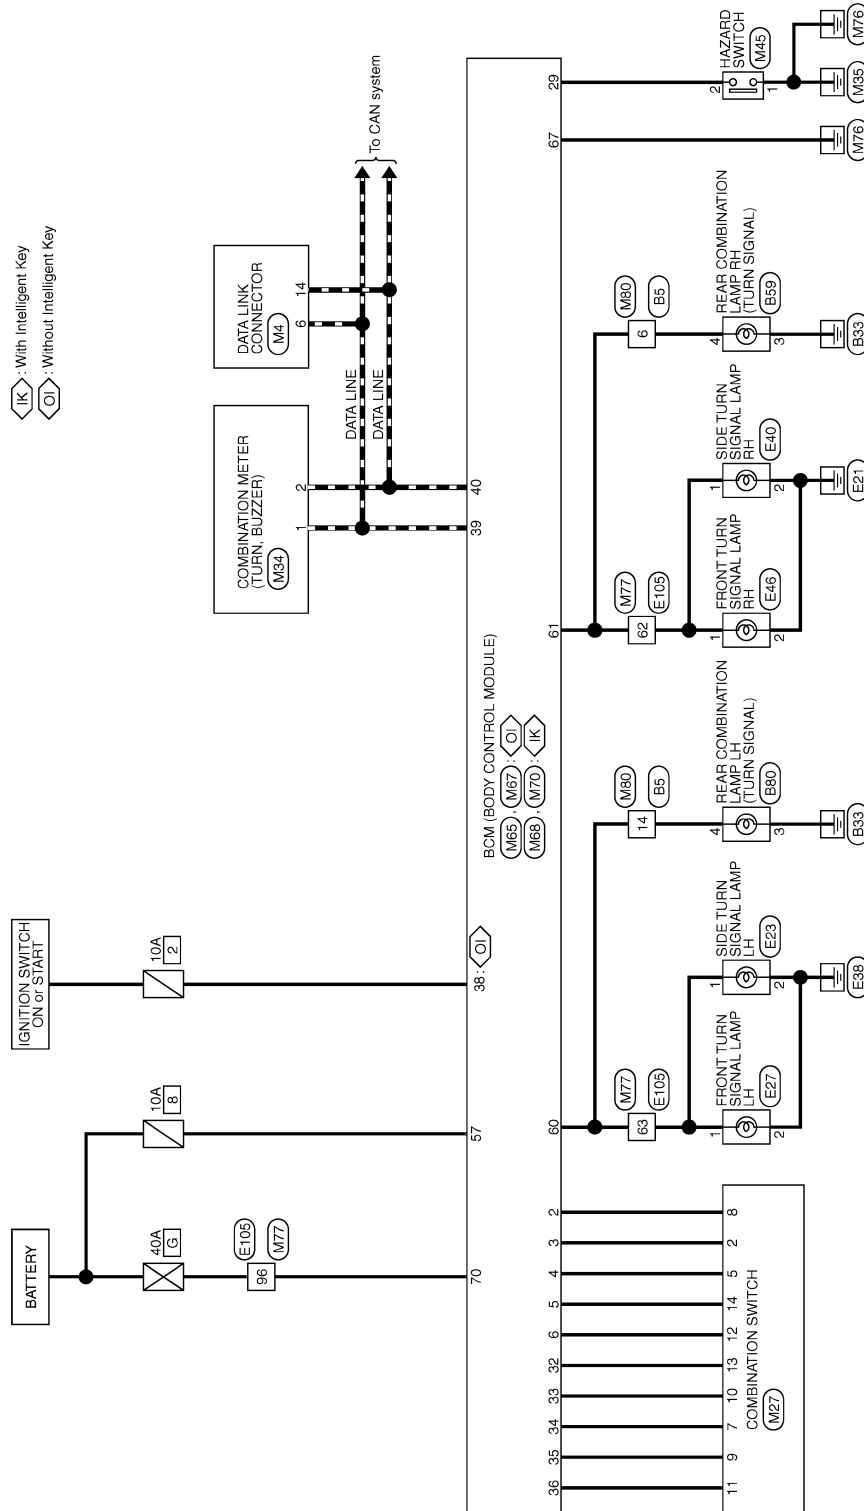 IK : With Intelligent Key
OI : Without Intelligent Key
BATTERY
IGNITION SWITCH
ON or START
40A
G
10A
8
10A
2
E105
96
M77
70
57
38 : OI
COMBINATION METER
(TURN, BUZZER)
M34
1
2
DATA LINK
CONNECTOR
M4
6
14
DATA LINE
DATA LINE
To CAN system
39
40
BCM (BODY CONTROL MODULE)
M65 , M67 : OI
M68 , M70 : IK
36
35
34
33
32
6
5
4
3
2
60
61
67
29
11
9
7
10
13
12
14
5
2
8
COMBINATION SWITCH
M27
M77
63
E105
FRONT TURN
SIGNAL LAMP
LH
E27
1
2
SIDE TURN
SIGNAL LAMP
LH
E23
1
2
E38
M80
14
B5
REAR COMBINATION
LAMP LH
(TURN SIGNAL)
B80
4
3
B33
M77
62
E105
FRONT TURN
SIGNAL LAMP
RH
E46
1
2
SIDE TURN
SIGNAL LAMP
RH
E40
1
2
E21
M80
6
B5
REAR COMBINATION
LAMP RH
(TURN SIGNAL)
B59
4
3
B33
M76
HAZARD
SWITCH
M45
2
1
M35
M76